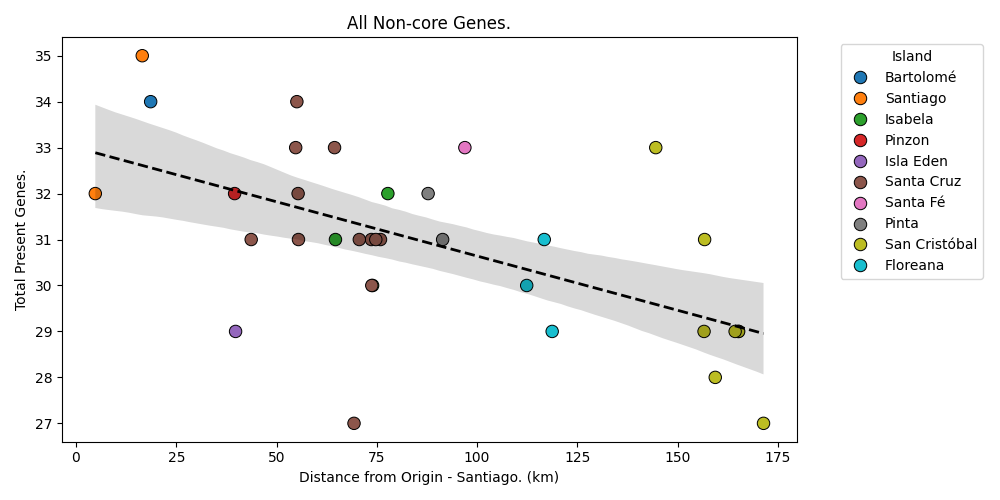 All Non-core Genes.
Total Present Genes.
35
34
33
32
31
30
29
28
27
0 25 50 75 100 125 150 175
Distance from Origin - Santiago. (km)
Island
Bartolomé
Santiago
Isabela
Pinzon
Isla Eden
Santa Cruz
Santa Fé
Pinta
San Cristóbal
Floreana